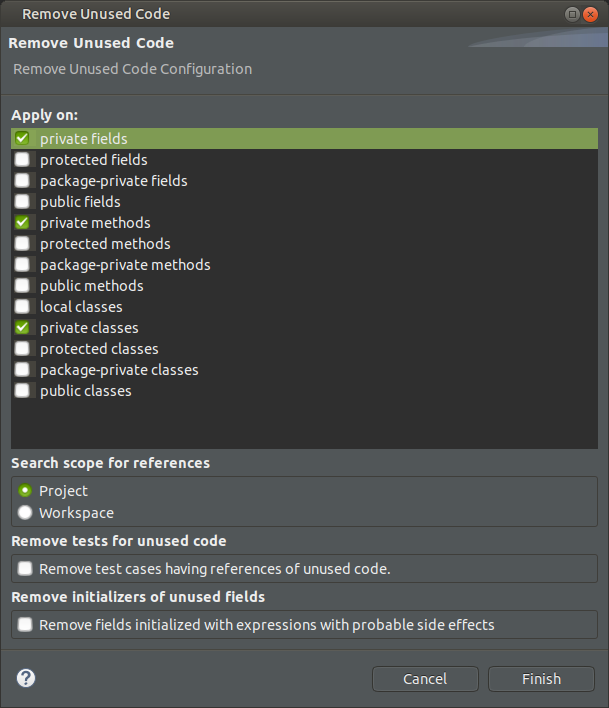 Remove Unused Code
Remove Unused Code
Remove Unused Code Configuration
Apply on:
private fields
protected fields
package-private fields
public fields
private methods
protected methods
package-private methods
public methods
local classes
private classes
protected classes
package-private classes
public classes
Search scope for references
Project
Workspace
Remove tests for unused code
Remove test cases having references of unused code.
Remove initializers of unused fields
Remove fields initialized with expressions with probable side effects
?
Cancel
Finish